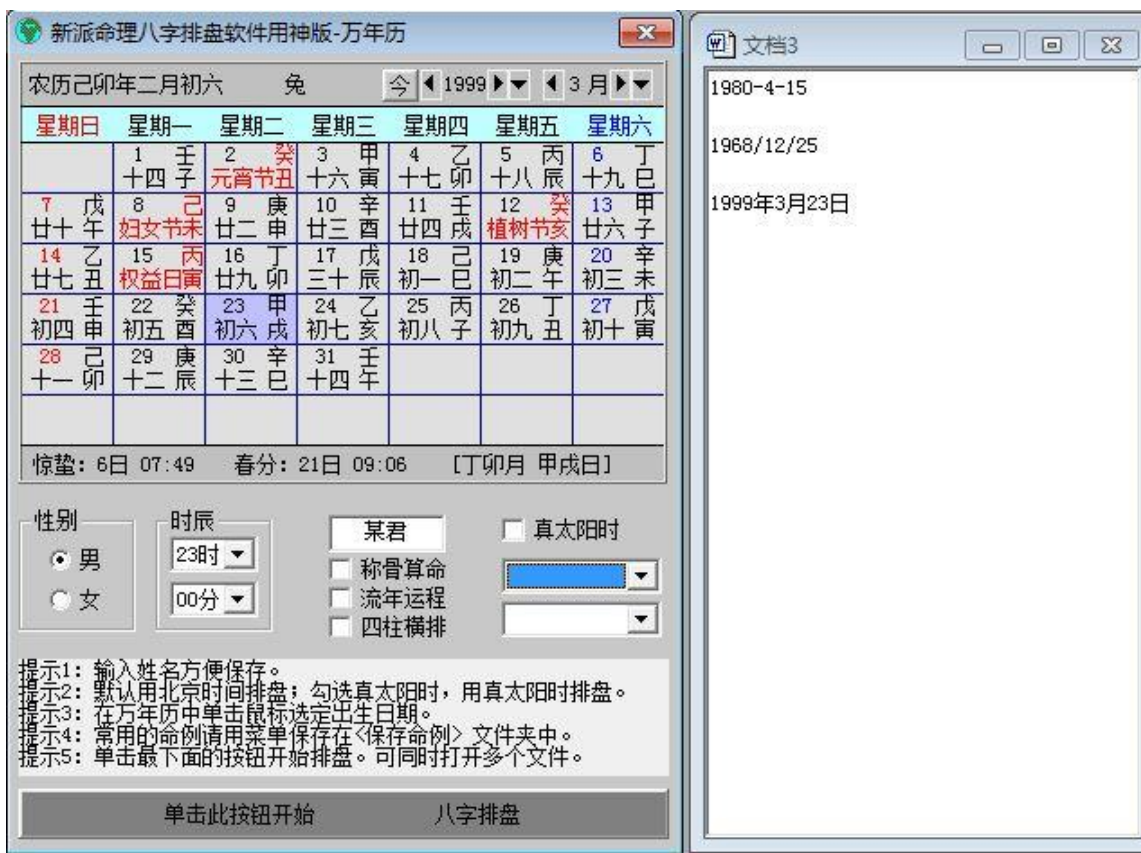 新派命理八字排盘软件用神版-万年历
农历己卯年二月初六 兔 今 1999 3 月
星期日 星期一 星期二 星期三 星期四 星期五 星期六
1 壬 2 癸 3 甲 4 乙 5 丙 6 丁
十四 子 元宵节丑 十六 寅 十七 卯 十八 辰 十九 巳
7 戊 8 己 9 庚 10 辛 11 壬 12 癸 13 甲
廿十 午 妇女节未 廿二 申 廿三 酉 廿四 戌 植树节亥 廿六 子
14 乙 15 丙 16 丁 17 戊 18 己 19 庚 20 辛
廿七 丑 权益日寅 廿九 卯 三十 辰 初一 巳 初二 午 初三 未
21 壬 22 癸 23 甲 24 乙 25 丙 26 丁 27 戊
初四 申 初五 酉 初六 戌 初七 亥 初八 子 初九 丑 初十 寅
28 己 29 庚 30 辛 31 壬
十一 卯 十二 辰 十三 巳 十四 午
惊蛰: 6日 07:49 春分: 21日 09:06 [丁卯月 甲戌日]
性别
男
女
时辰
23时
00分
某君
称骨算命
流年运程
四柱横排
真太阳时
提示1: 输入姓名方便保存。
提示2: 默认用北京时间排盘; 勾选真太阳时, 用真太阳时排盘。
提示3: 在万年历中单击鼠标选定出生日期。
提示4: 常用的命例请用菜单保存在<保存命例> 文件夹中。
提示5: 单击最下面的按钮开始排盘。可同时打开多个文件。
单击此按钮开始 八字排盘
文档3
1980-4-15
1968/12/25
1999年3月23日